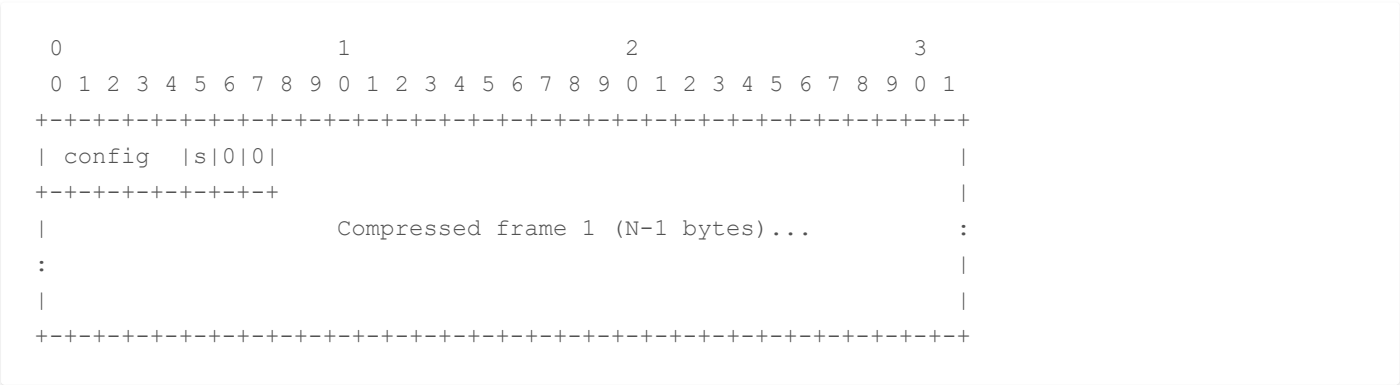 0                   1                   2                   3
 0 1 2 3 4 5 6 7 8 9 0 1 2 3 4 5 6 7 8 9 0 1 2 3 4 5 6 7 8 9 0 1
+-+-+-+-+-+-+-+-+-+-+-+-+-+-+-+-+-+-+-+-+-+-+-+-+-+-+-+-+-+-+-+-+
| config  |s|0|0|                                               |
+-+-+-+-+-+-+-+-+                                               |
|                    Compressed frame 1 (N-1 bytes)...          :
:                                                               |
|                                                               |
+-+-+-+-+-+-+-+-+-+-+-+-+-+-+-+-+-+-+-+-+-+-+-+-+-+-+-+-+-+-+-+-+